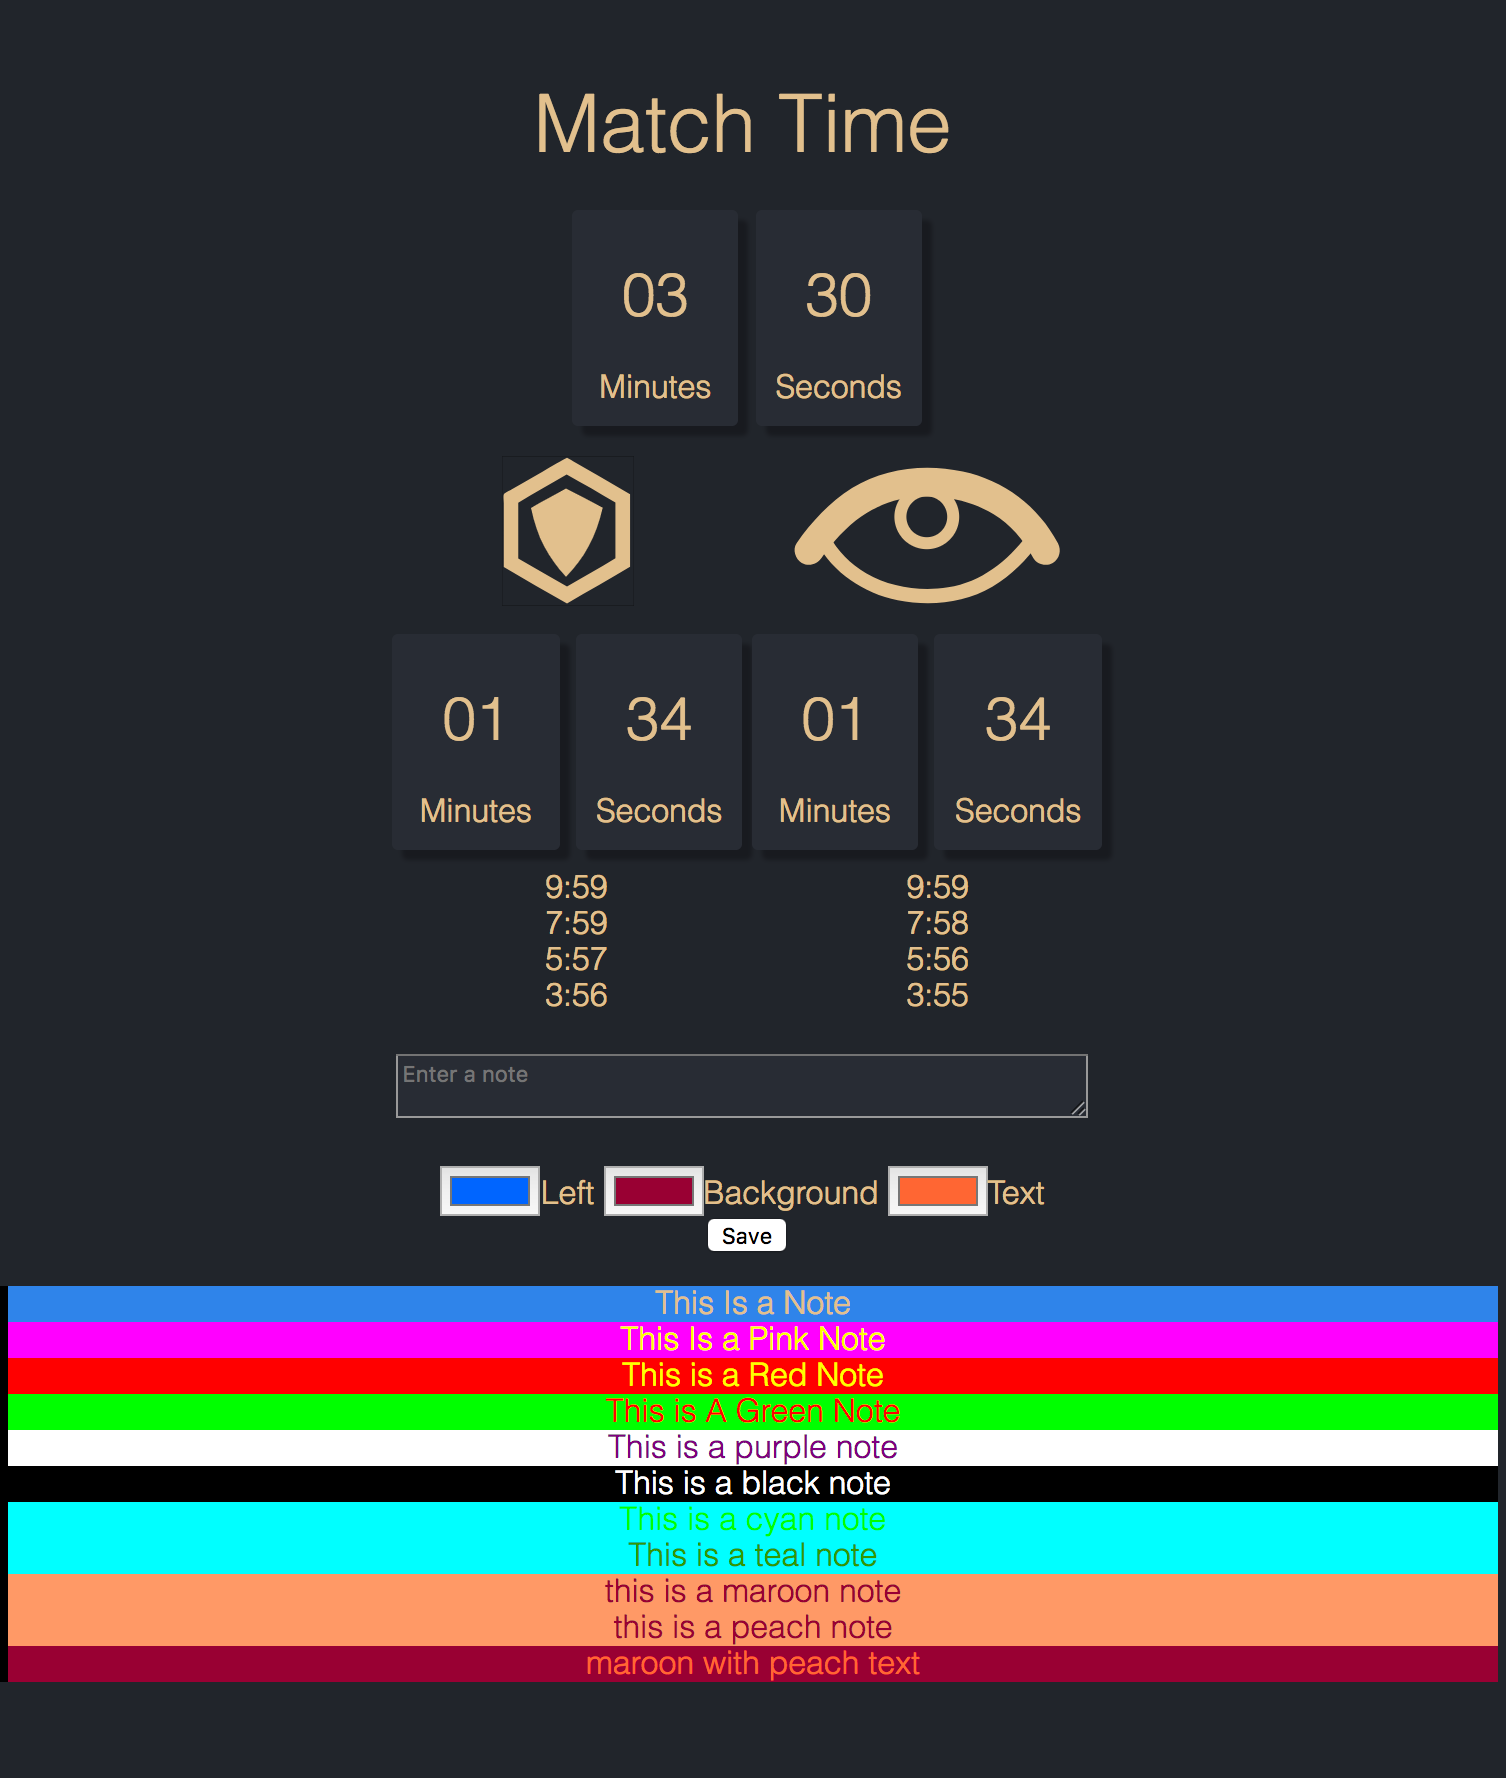 Match Time
03 30
Minutes Seconds
01 34 01 34
Minutes Seconds Minutes Seconds
9:59 9:59
7:59 7:58
5:57 5:56
3:56 3:55
Enter a note
Left Background Text
Save
This Is a Note
This Is a Pink Note
This is a Red Note
This is A Green Note
This is a purple note
This is a black note
This is a cyan note
This is a teal note
this is a maroon note
this is a peach note
maroon with peach text